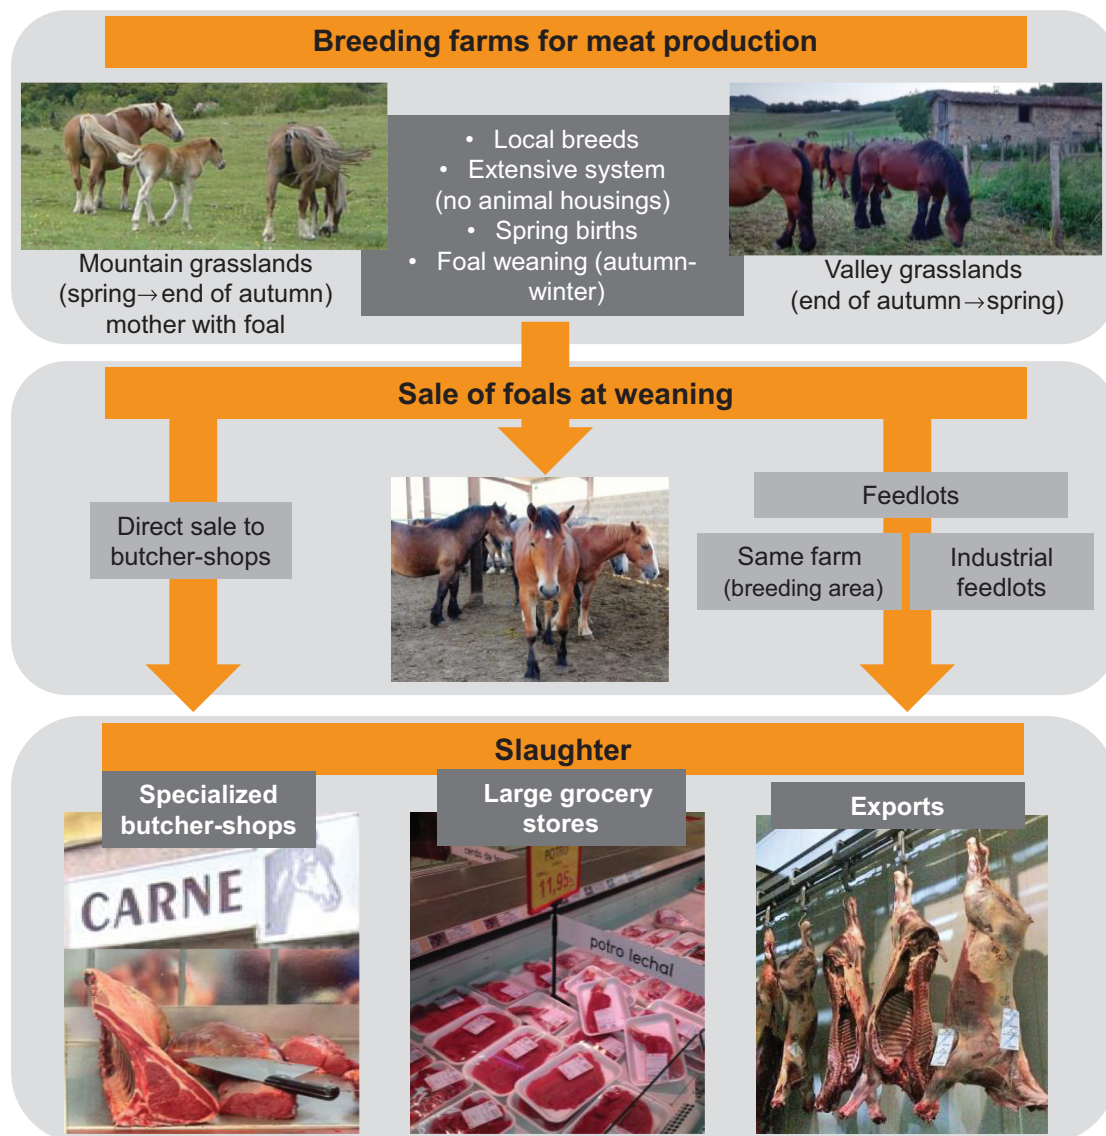 Breeding farms for meat production
• Local breeds
• Extensive system
(no animal housings)
• Spring births
• Foal weaning (autumn-
winter)
Mountain grasslands
(spring→end of autumn)
mother with foal
Valley grasslands
(end of autumn→spring)
Sale of foals at weaning
Direct sale to
butcher-shops
Feedlots
Same farm
(breeding area)
Industrial
feedlots
Slaughter
Specialized
butcher-shops
Large grocery
stores
Exports
CARNE
POTRO
11,95
potro lechal